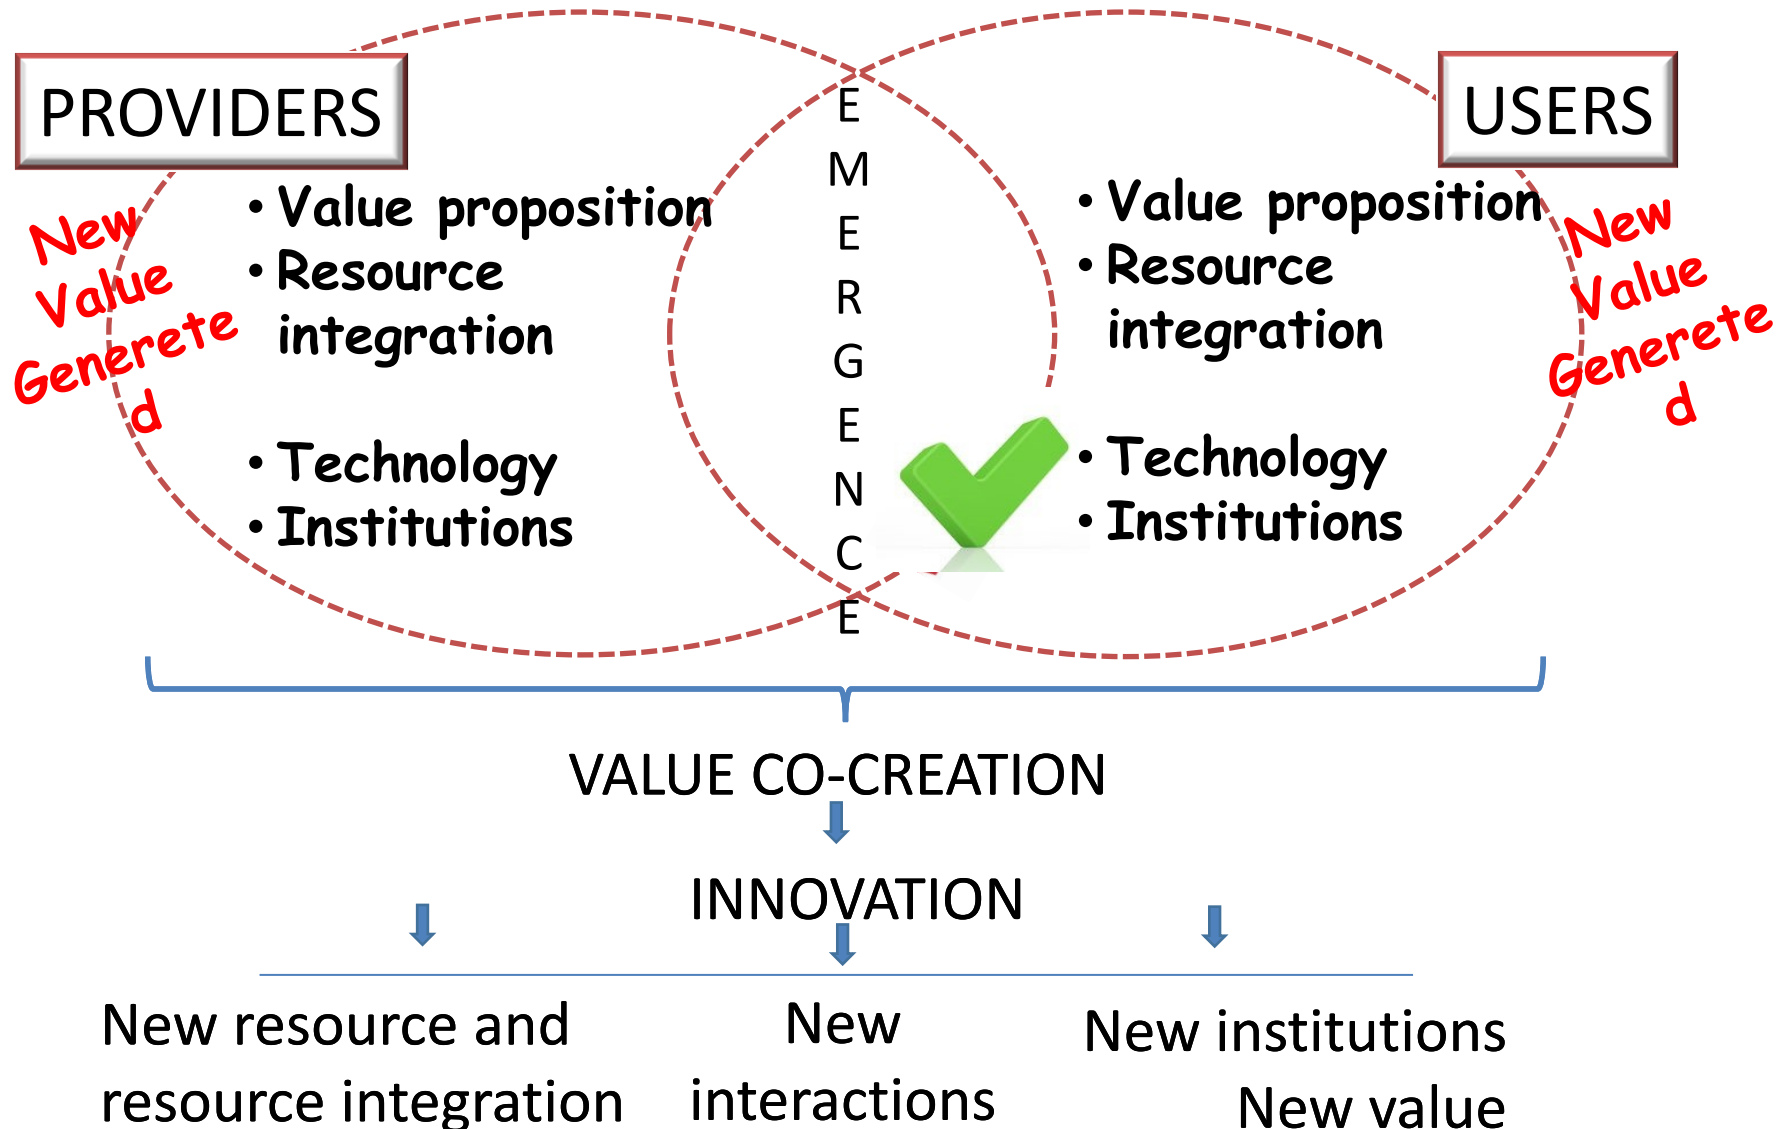 PROVIDERS
New
Value
Generete
d
• Value proposition
• Resource
integration
• Technology
• Institutions
E
M
E
R
G
E
N
C
E
USERS
• Value proposition
• Resource
integration
• Technology
• Institutions
New
Value
Generete
d
VALUE CO-CREATION
INNOVATION
New resource and
resource integration
New
interactions
New institutions
New value